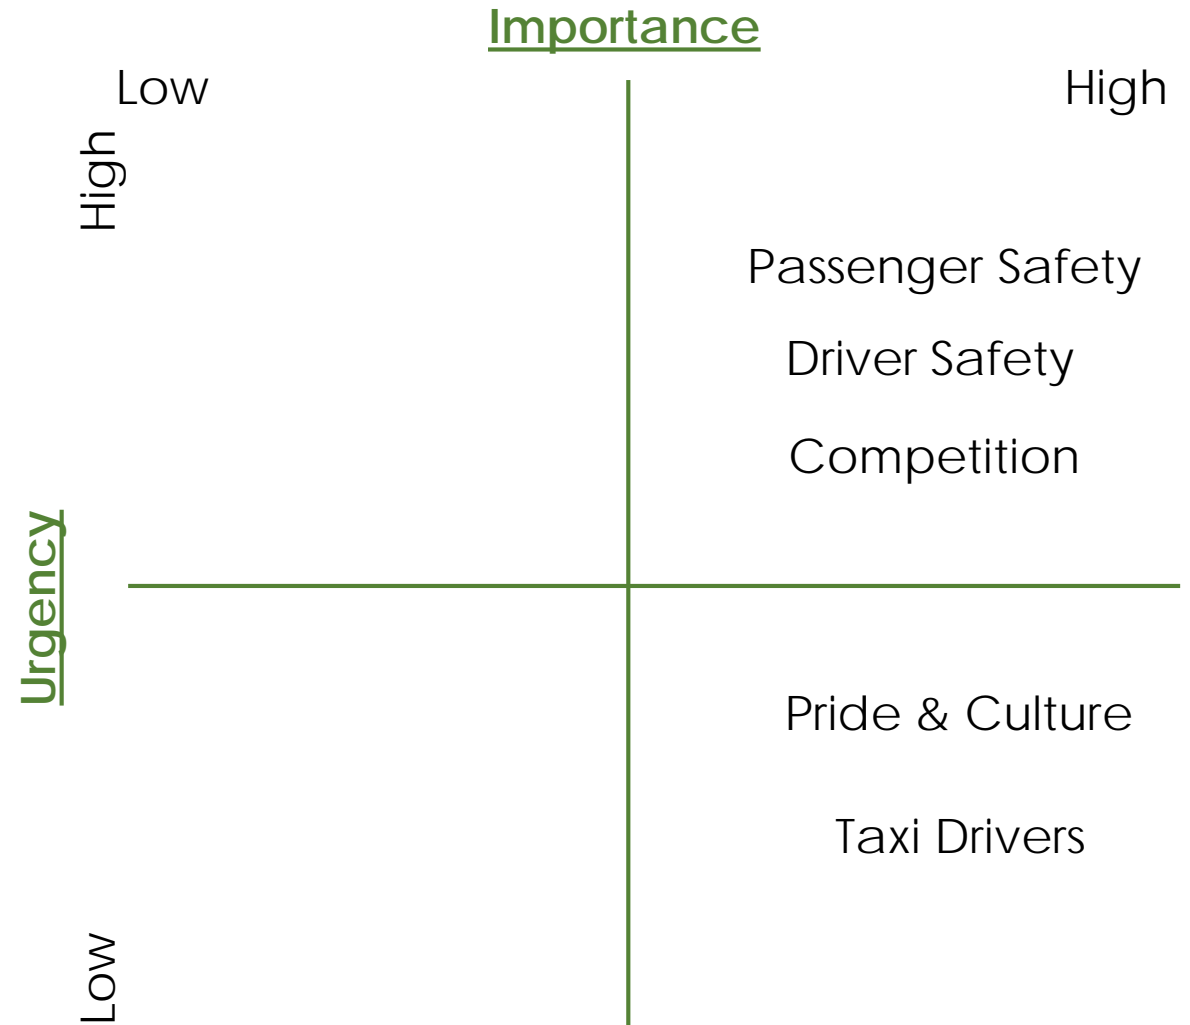 Importance
Low
High
High
Passenger Safety
Driver Safety
Competition
Urgency
Pride & Culture
Taxi Drivers
Low